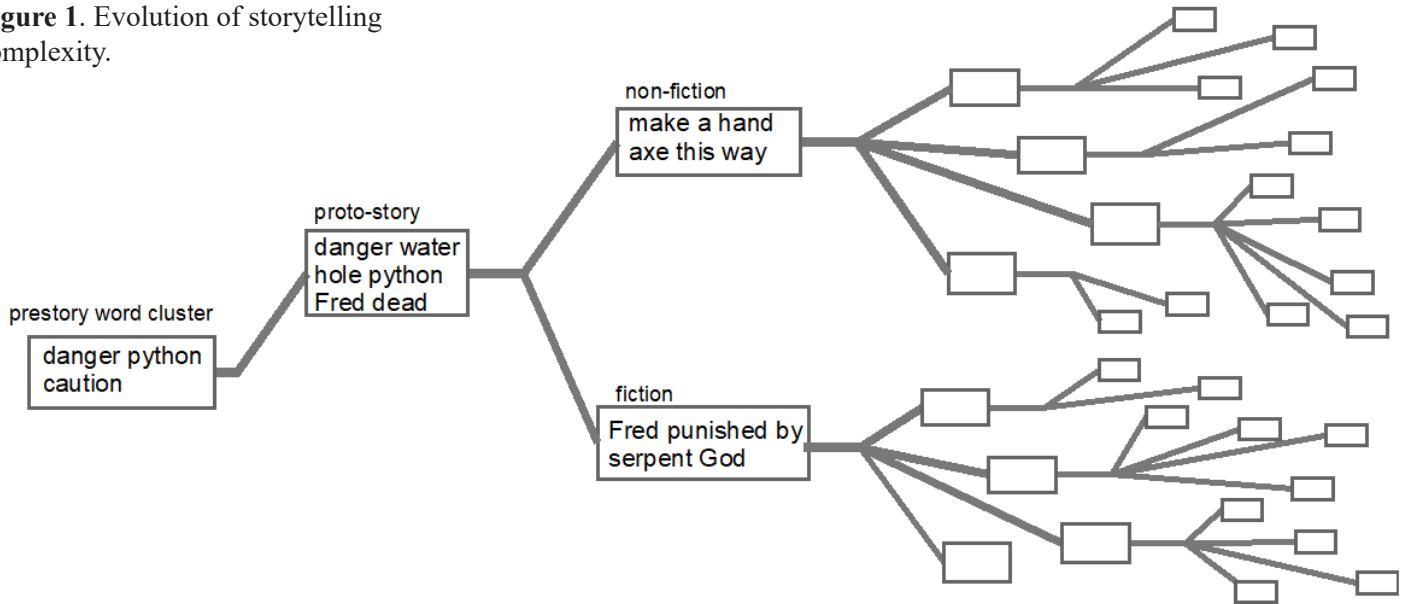 gure 1. Evolution of storytelling
omplexity.
non-fiction
make a hand
axe this way
proto-story
danger water
hole python
Fred dead
prestory word cluster
danger python
caution
fiction
Fred punished by
serpent God